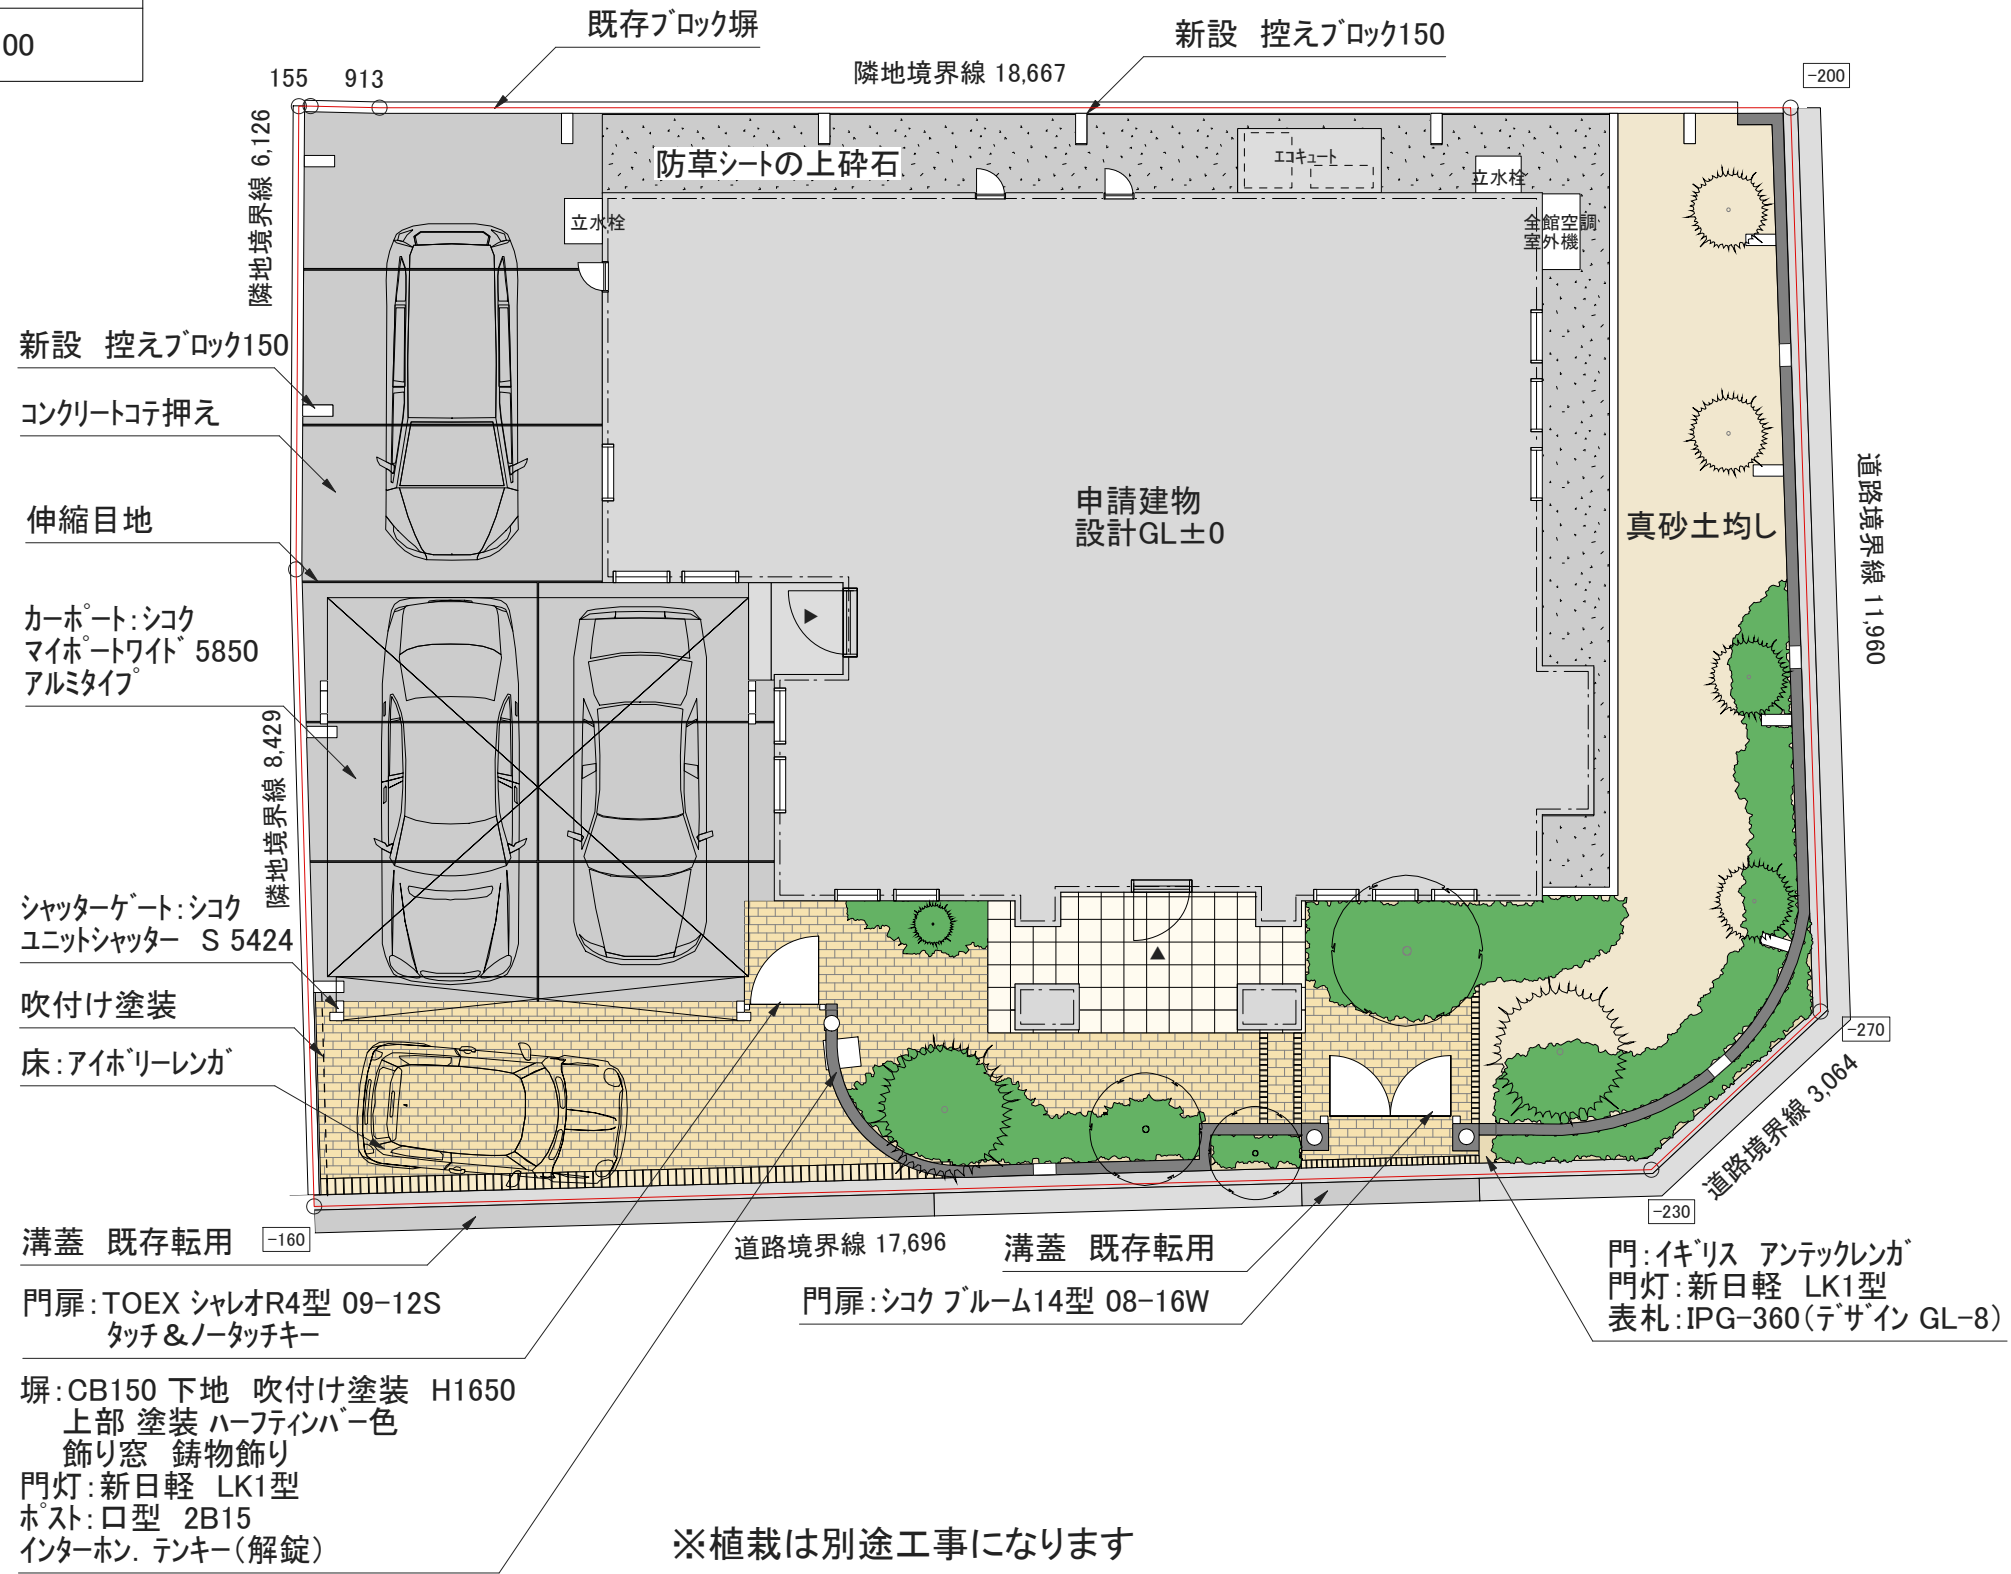 00
既存ブロック塀
新設 控えブロック150
155
913
隣地境界線 18,667
-200
隣地境界線 6,126
防草シートの上砕石
エコキュート
立水栓
立水栓
全館空調
室外機
新設 控えブロック150
コンクリートコテ押え
伸縮目地
申請建物
設計GL±0
真砂土均し
道路境界線 11,960
カーポート:シコク
マイポートワイド 5850
アルミタイプ
隣地境界線 8,429
シャッターゲート:シコク
ユニットシャッター S 5424
吹付け塗装
床:アイボリーレンガ
-270
道路境界線 3,064
-230
溝蓋 既存転用
-160
道路境界線 17,696
溝蓋 既存転用
門扉:TOEX シャレオR4型 09-12S
タッチ&ノータッチキー
門扉:シコク ブルーム14型 08-16W
門:イギリス アンテックレンガ
門灯:新日軽 LK1型
表札:IPG-360(デザイン GL-8)
塀:CB150 下地 吹付け塗装 H1650
上部 塗装 ハーフティンバー色
飾り窓 鋳物飾り
門灯:新日軽 LK1型
ポスト:口型 2B15
インターホン. テンキー(解錠)
※植栽は別途工事になります